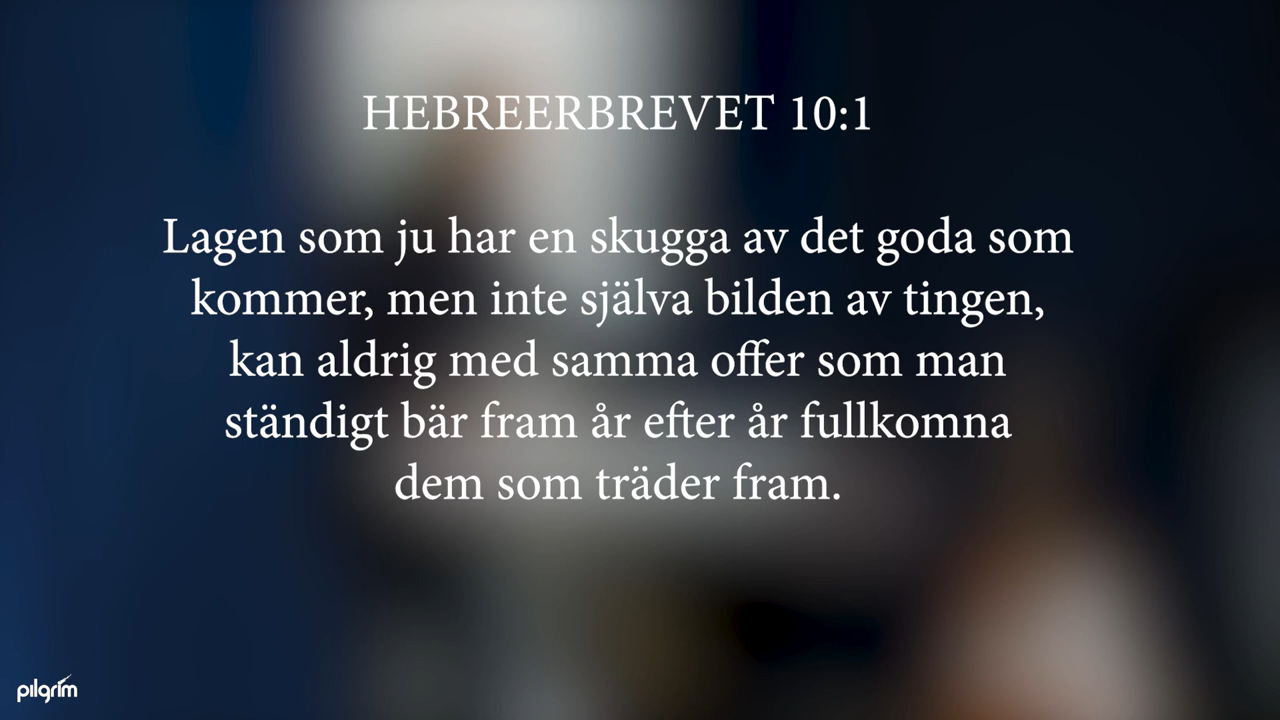 HEBREERBREVET 10:1
Lagen som ju har en skugga av det goda som
kommer, men inte själva bilden av tingen,
kan aldrig med samma offer som man
ständigt bär fram år efter år fullkomna
dem som träder fram.
pilgrim